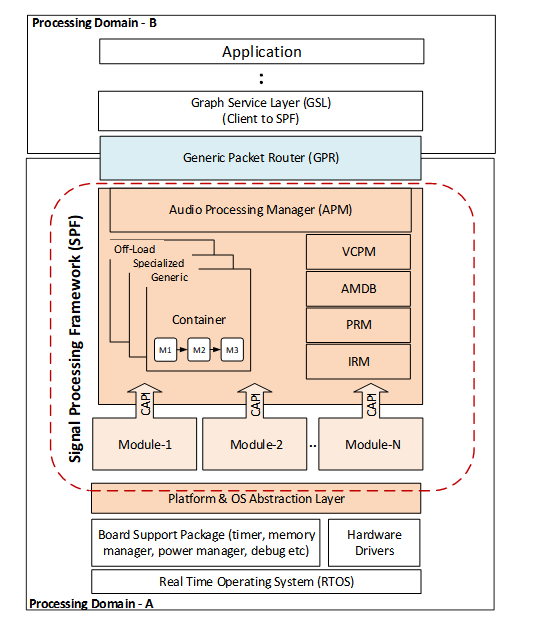 Processing Domain - B
Application
:
Graph Service Layer (GSL)
(Client to SPF)
Generic Packet Router (GPR)
Signal Processing Framework (SPF)
Audio Processing Manager (APM)
Off-Load
Specialized
Generic
Container
M1
M2
M3
VCPM
AMDB
PRM
IRM
CAPI
CAPI
CAPI
Module-1
Module-2
..
Module-N
Platform & OS Abstraction Layer
Board Support Package (timer, memory
manager, power manager, debug etc)
Hardware
Drivers
Real Time Operating System (RTOS)
Processing Domain - A